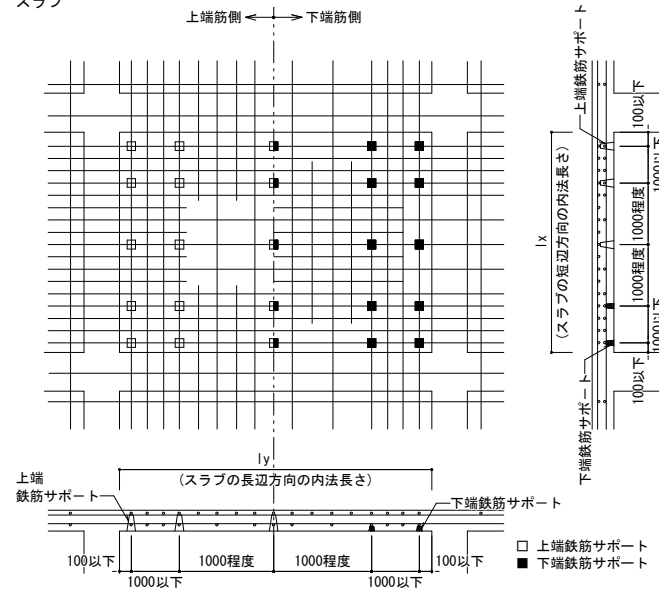 スラブ
上端筋側
下端筋側
上端鉄筋サポート
100以下
1000以下
1000程度
1000程度
1000以下
100以下
lx
(スラブの短辺方向の内法長さ)
下端鉄筋サポート
ly
(スラブの長辺方向の内法長さ)
上端
鉄筋サポート
下端鉄筋サポート
100以下
1000以下
1000程度
1000程度
1000以下
100以下
□ 上端鉄筋サポート
■ 下端鉄筋サポート